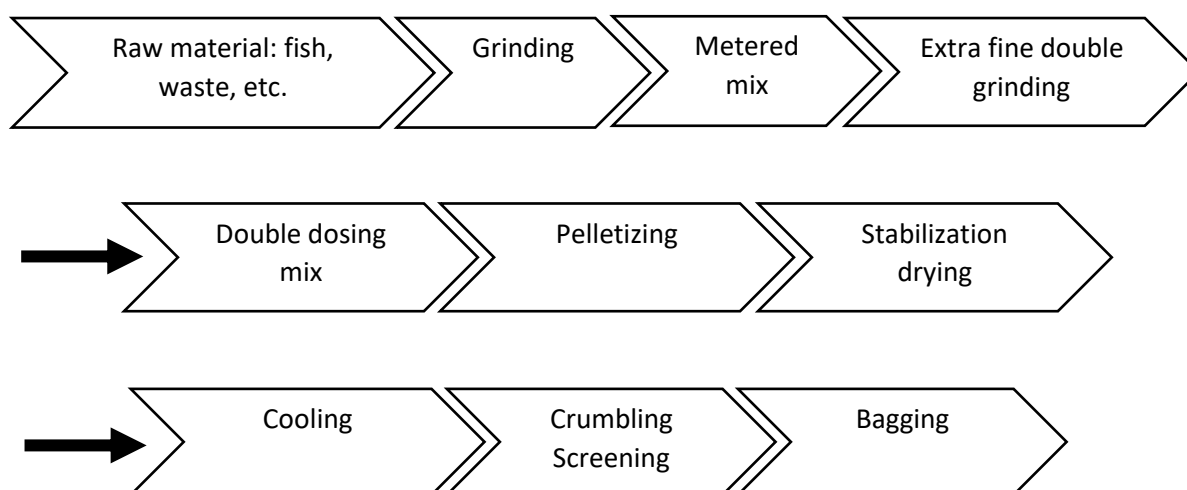 Raw material: fish,
waste, etc.
Grinding
Metered
mix
Extra fine double
grinding
Double dosing
mix
Pelletizing
Stabilization
drying
Cooling
Crumbling
Screening
Bagging